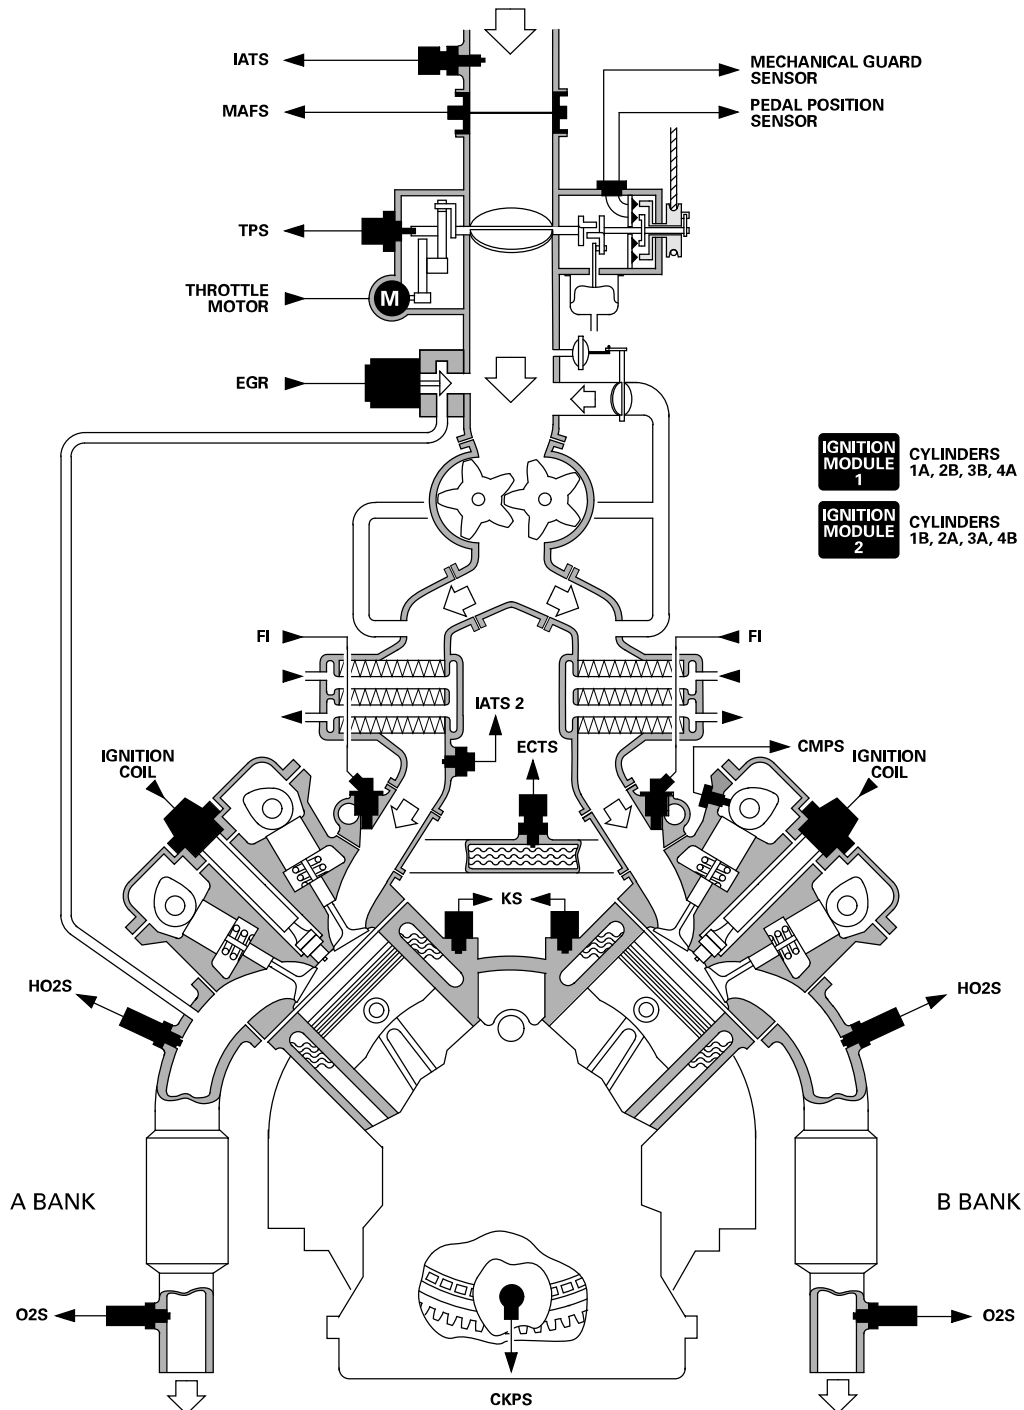 IATS
MAFS
MECHANICAL GUARD
SENSOR
PEDAL POSITION
SENSOR
TPS
THROTTLE
MOTOR
M
EGR
IGNITION
MODULE
1
CYLINDERS
1A, 2B, 3B, 4A
IGNITION
MODULE
2
CYLINDERS
1B, 2A, 3A, 4B
FI
FI
IATS 2
ECTS
CMPS
IGNITION
COIL
IGNITION
COIL
KS
HO2S
HO2S
A BANK
B BANK
O2S
O2S
CKPS